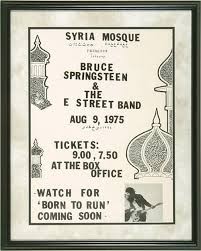 SYRIA MOSQUE
BRUCE
SPRINGSTEEN
& THE
E STREET BAND
AUG 9, 1975
TICKETS:
9.00, 7.50
AT THE BOX
OFFICE
WATCH FOR
'BORN TO RUN'
COMING SOON